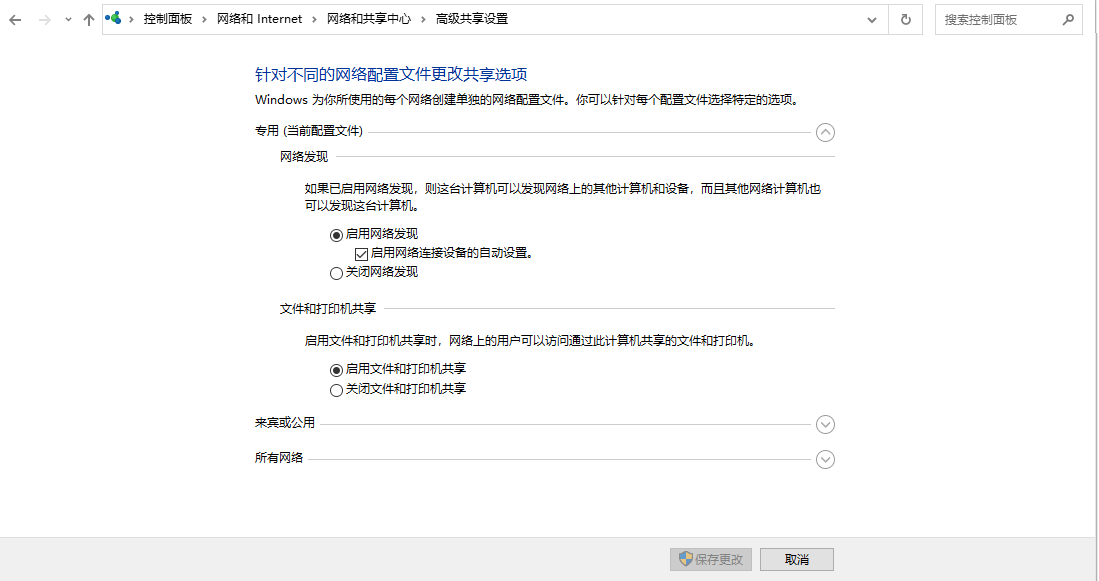 控制面板 › 网络和 Internet › 网络和共享中心 › 高级共享设置
搜索控制面板
针对不同的网络配置文件更改共享选项
Windows 为你所使用的每个网络创建单独的网络配置文件。你可以针对每个配置文件选择特定的选项。
专用 (当前配置文件)
网络发现
如果已启用网络发现，则这台计算机可以发现网络上的其他计算机和设备，而且其他网络计算机也
可以发现这台计算机。
启用网络发现
启用网络连接设备的自动设置。
关闭网络发现
文件和打印机共享
启用文件和打印机共享时，网络上的用户可以访问通过此计算机共享的文件和打印机。
启用文件和打印机共享
关闭文件和打印机共享
来宾或公用
所有网络
保存更改
取消